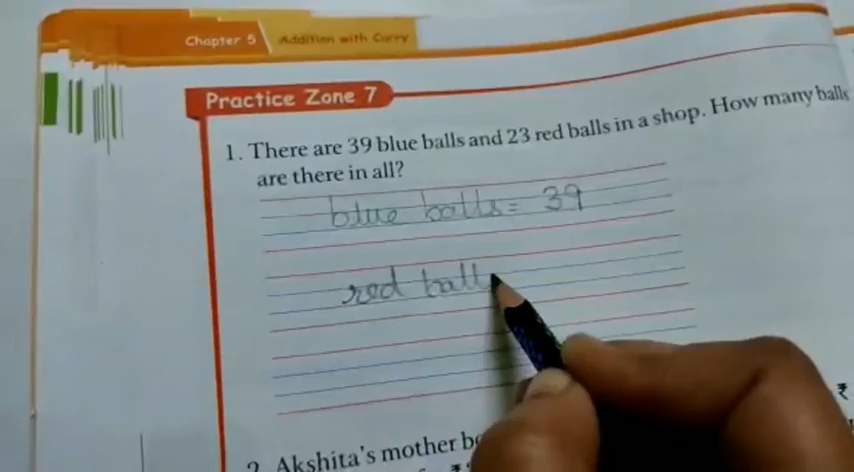 Chapter 5 Addition with Carry
Practice Zone 7
1. There are 39 blue balls and 23 red balls in a shop. How many balls
are there in all?
blue balls = 39
red ball
2. Akshita's mother
₹